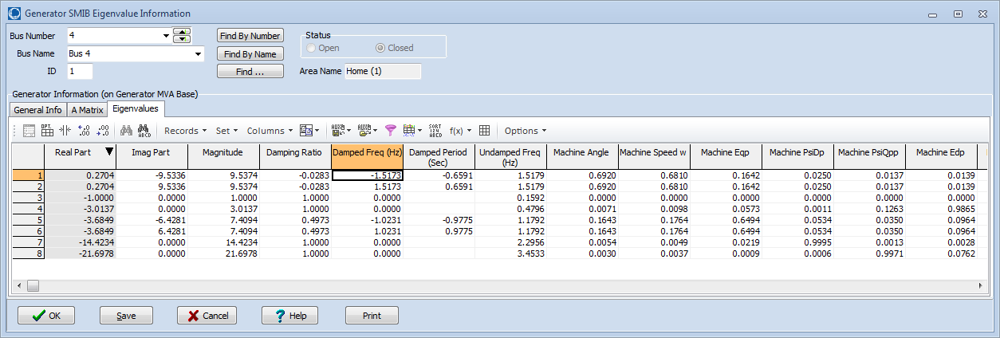 Generator SMIB Eigenvalue Information
Bus Number 4 Find By Number Status
Bus Name Bus 4 Find By Name Open Closed
ID 1 Find ... Area Name Home (1)
Generator Information (on Generator MVA Base)
General Info A Matrix Eigenvalues
Records Set Columns AUXB AUXB SORT 124 ABCD f(x) Options
Real Part Imag Part Magnitude Damping Ratio Damped Freq (Hz) Damped Period (Sec) Undamped Freq (Hz) Machine Angle Machine Speed w Machine Eqp Machine PsiDp Machine PsiQpp Machine Edp
1 0.2704 -9.5336 9.5374 -0.0283 -1.5173 -0.6591 1.5179 0.6920 0.6810 0.1642 0.0250 0.0137 0.0139
2 0.2704 9.5336 9.5374 -0.0283 1.5173 0.6591 1.5179 0.6920 0.6810 0.1642 0.0250 0.0137 0.0139
3 -1.0000 0.0000 1.0000 1.0000 0.0000 0.1592 0.0000 0.0000 0.0000 0.0000 0.0000 0.0000
4 -3.0137 0.0000 3.0137 1.0000 0.0000 0.4796 0.0071 0.0098 0.0573 0.0011 0.1263 0.9865
5 -3.6849 -6.4281 7.4094 0.4973 -1.0231 -0.9775 1.1792 0.1643 0.1764 0.6494 0.0534 0.0350 0.0964
6 -3.6849 6.4281 7.4094 0.4973 1.0231 0.9775 1.1792 0.1643 0.1764 0.6494 0.0534 0.0350 0.0964
7 -14.4234 0.0000 14.4234 1.0000 0.0000 2.2956 0.0054 0.0049 0.0219 0.9995 0.0013 0.0028
8 -21.6978 0.0000 21.6978 1.0000 0.0000 3.4533 0.0030 0.0037 0.0009 0.0006 0.9971 0.0762
OK Save Cancel ? Help Print